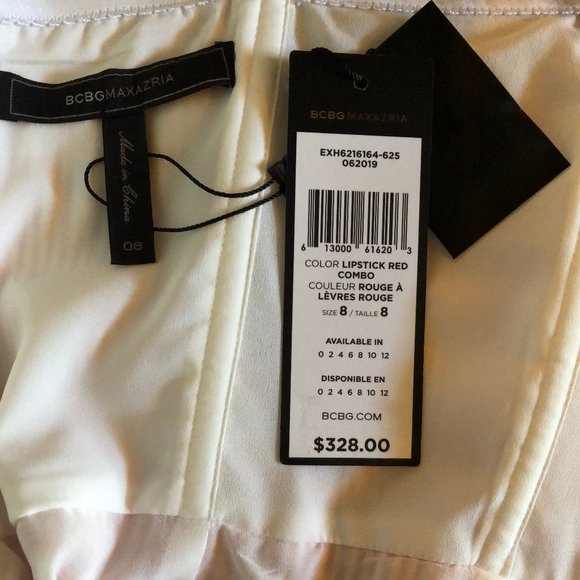 BCBGMAXAZRIA
Made in China
08
BCBGMAXAZRIA
EXH6216164-625
062019
6 13000 61620 3
COLOR LIPSTICK RED
COMBO
COULEUR ROUGE À
LÈVRES ROUGE
SIZE 8 / TAILLE 8
AVAILABLE IN
0 2 4 6 8 10 12
DISPONIBLE EN
0 2 4 6 8 10 12
BCBG.COM
$328.00